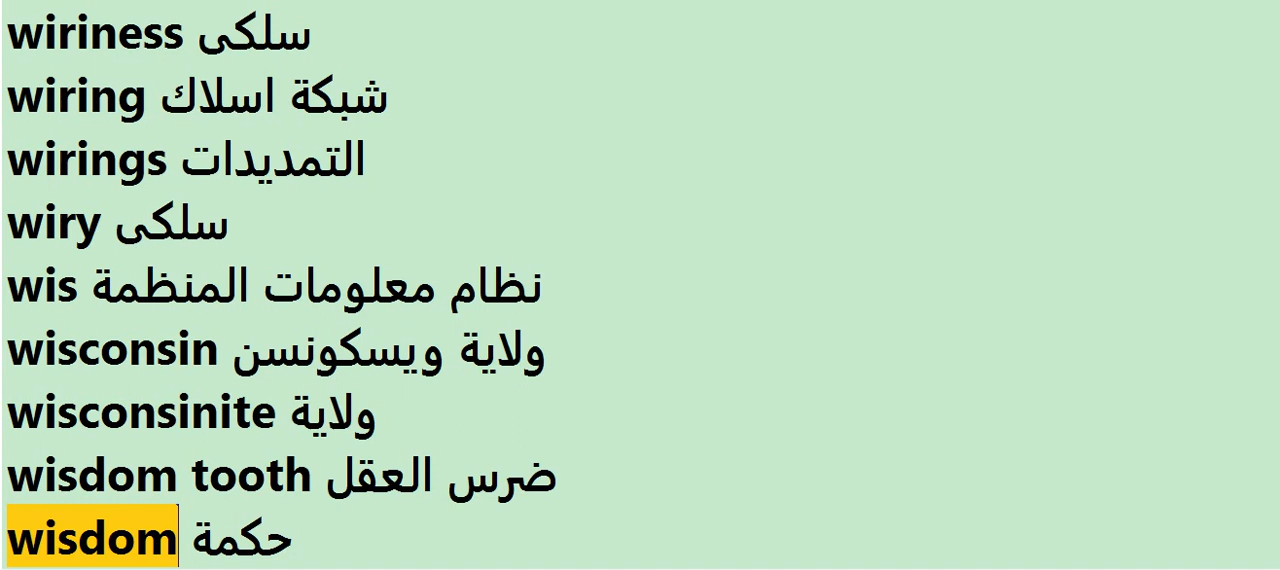 wiriness سلكى
wiring شبكة اسلاك
wirings التمديدات
wiry سلكى
wis نظام معلومات المنظمة
wisconsin ولاية ويسكونسن
wisconsinite ولاية
wisdom tooth ضرس العقل
wisdom حكمة